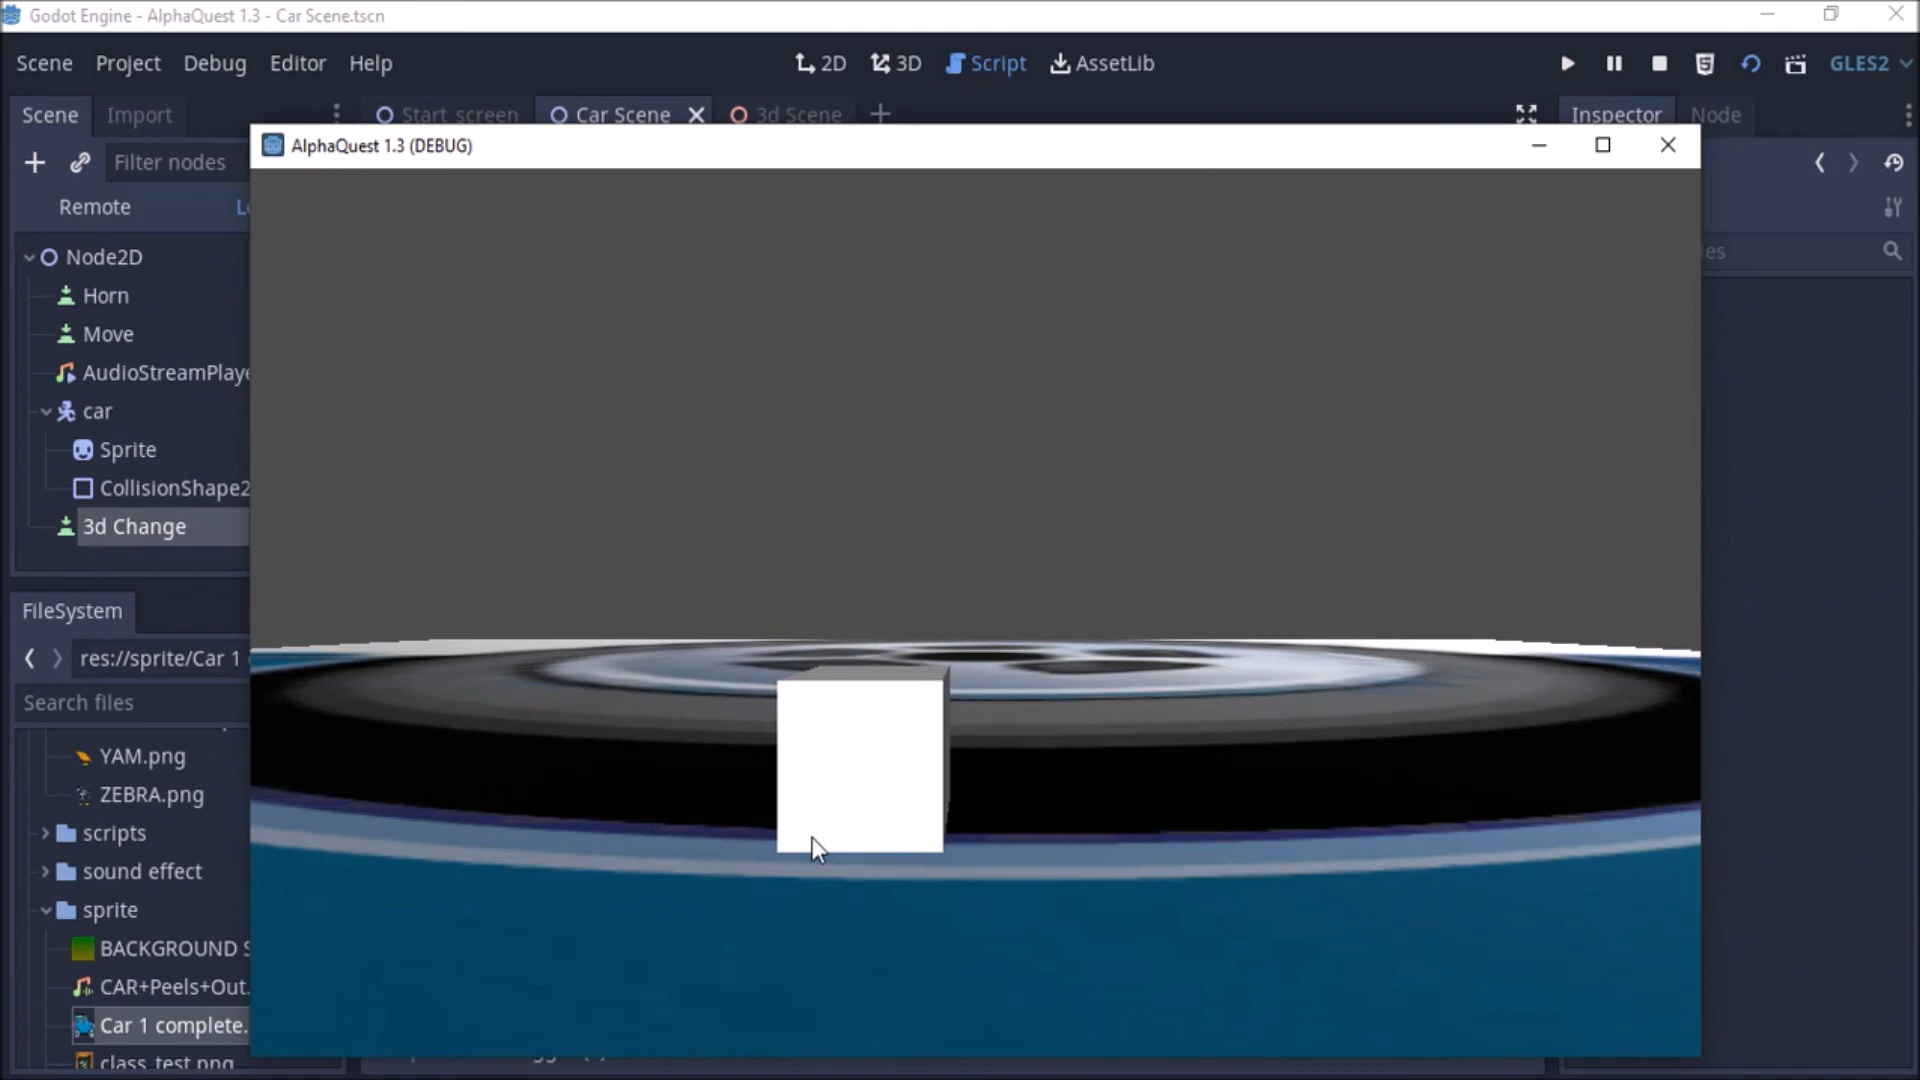 Godot Engine - AlphaQuest 1.3 - Car Scene.tscn
Scene Project Debug Editor Help
2D 3D Script AssetLib
GLES2
Scene Import
Start screen Car Scene 3d Scene
Inspector Node
AlphaQuest 1.3 (DEBUG)
Filter nodes
Remote
Node2D
Horn
Move
AudioStreamPlaye
car
Sprite
CollisionShape2
3d Change
FileSystem
res://sprite/Car 1
Search files
YAM.png
ZEBRA.png
scripts
sound effect
sprite
BACKGROUND S
CAR+Peels+Out.
Car 1 complete.
class_test.png